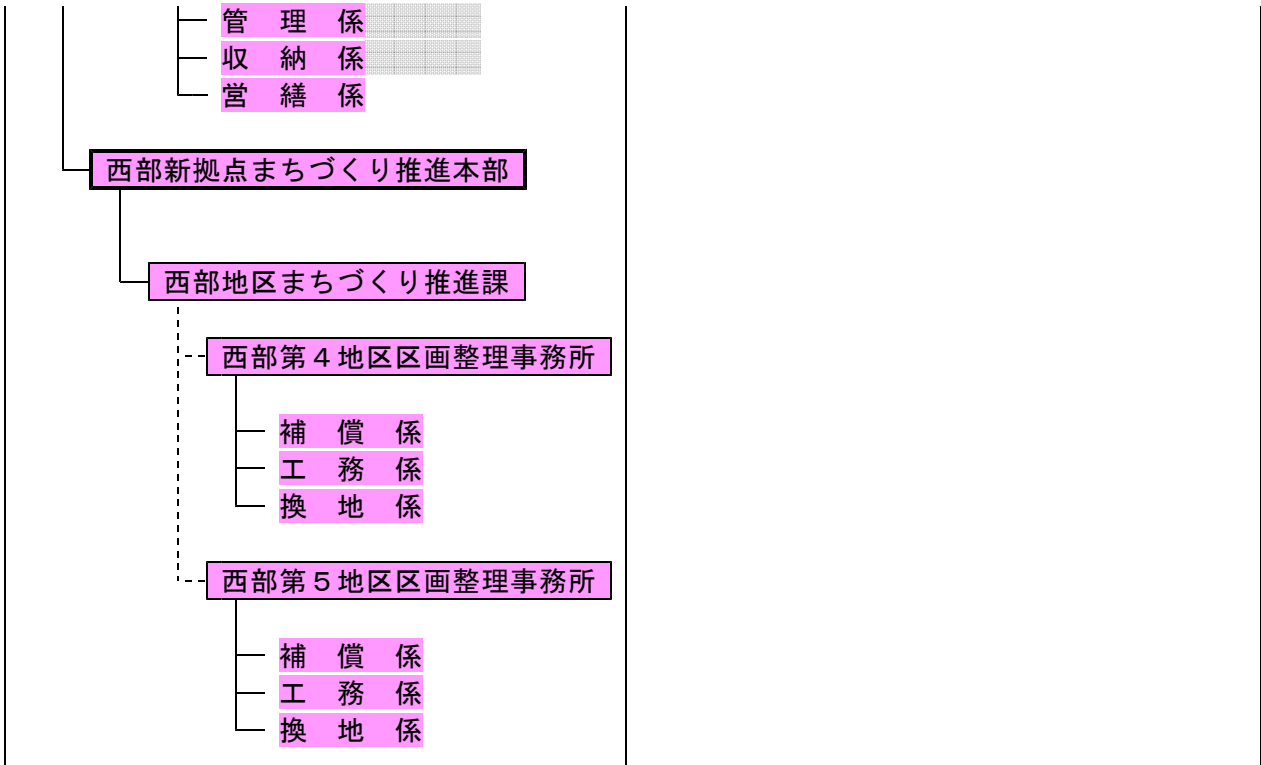 管　理　係
収　納　係
営　繕　係
西部新拠点まちづくり推進本部
西部地区まちづくり推進課
西部第４地区区画整理事務所
補　償　係
工　務　係
換　地　係
西部第５地区区画整理事務所
補　償　係
工　務　係
換　地　係